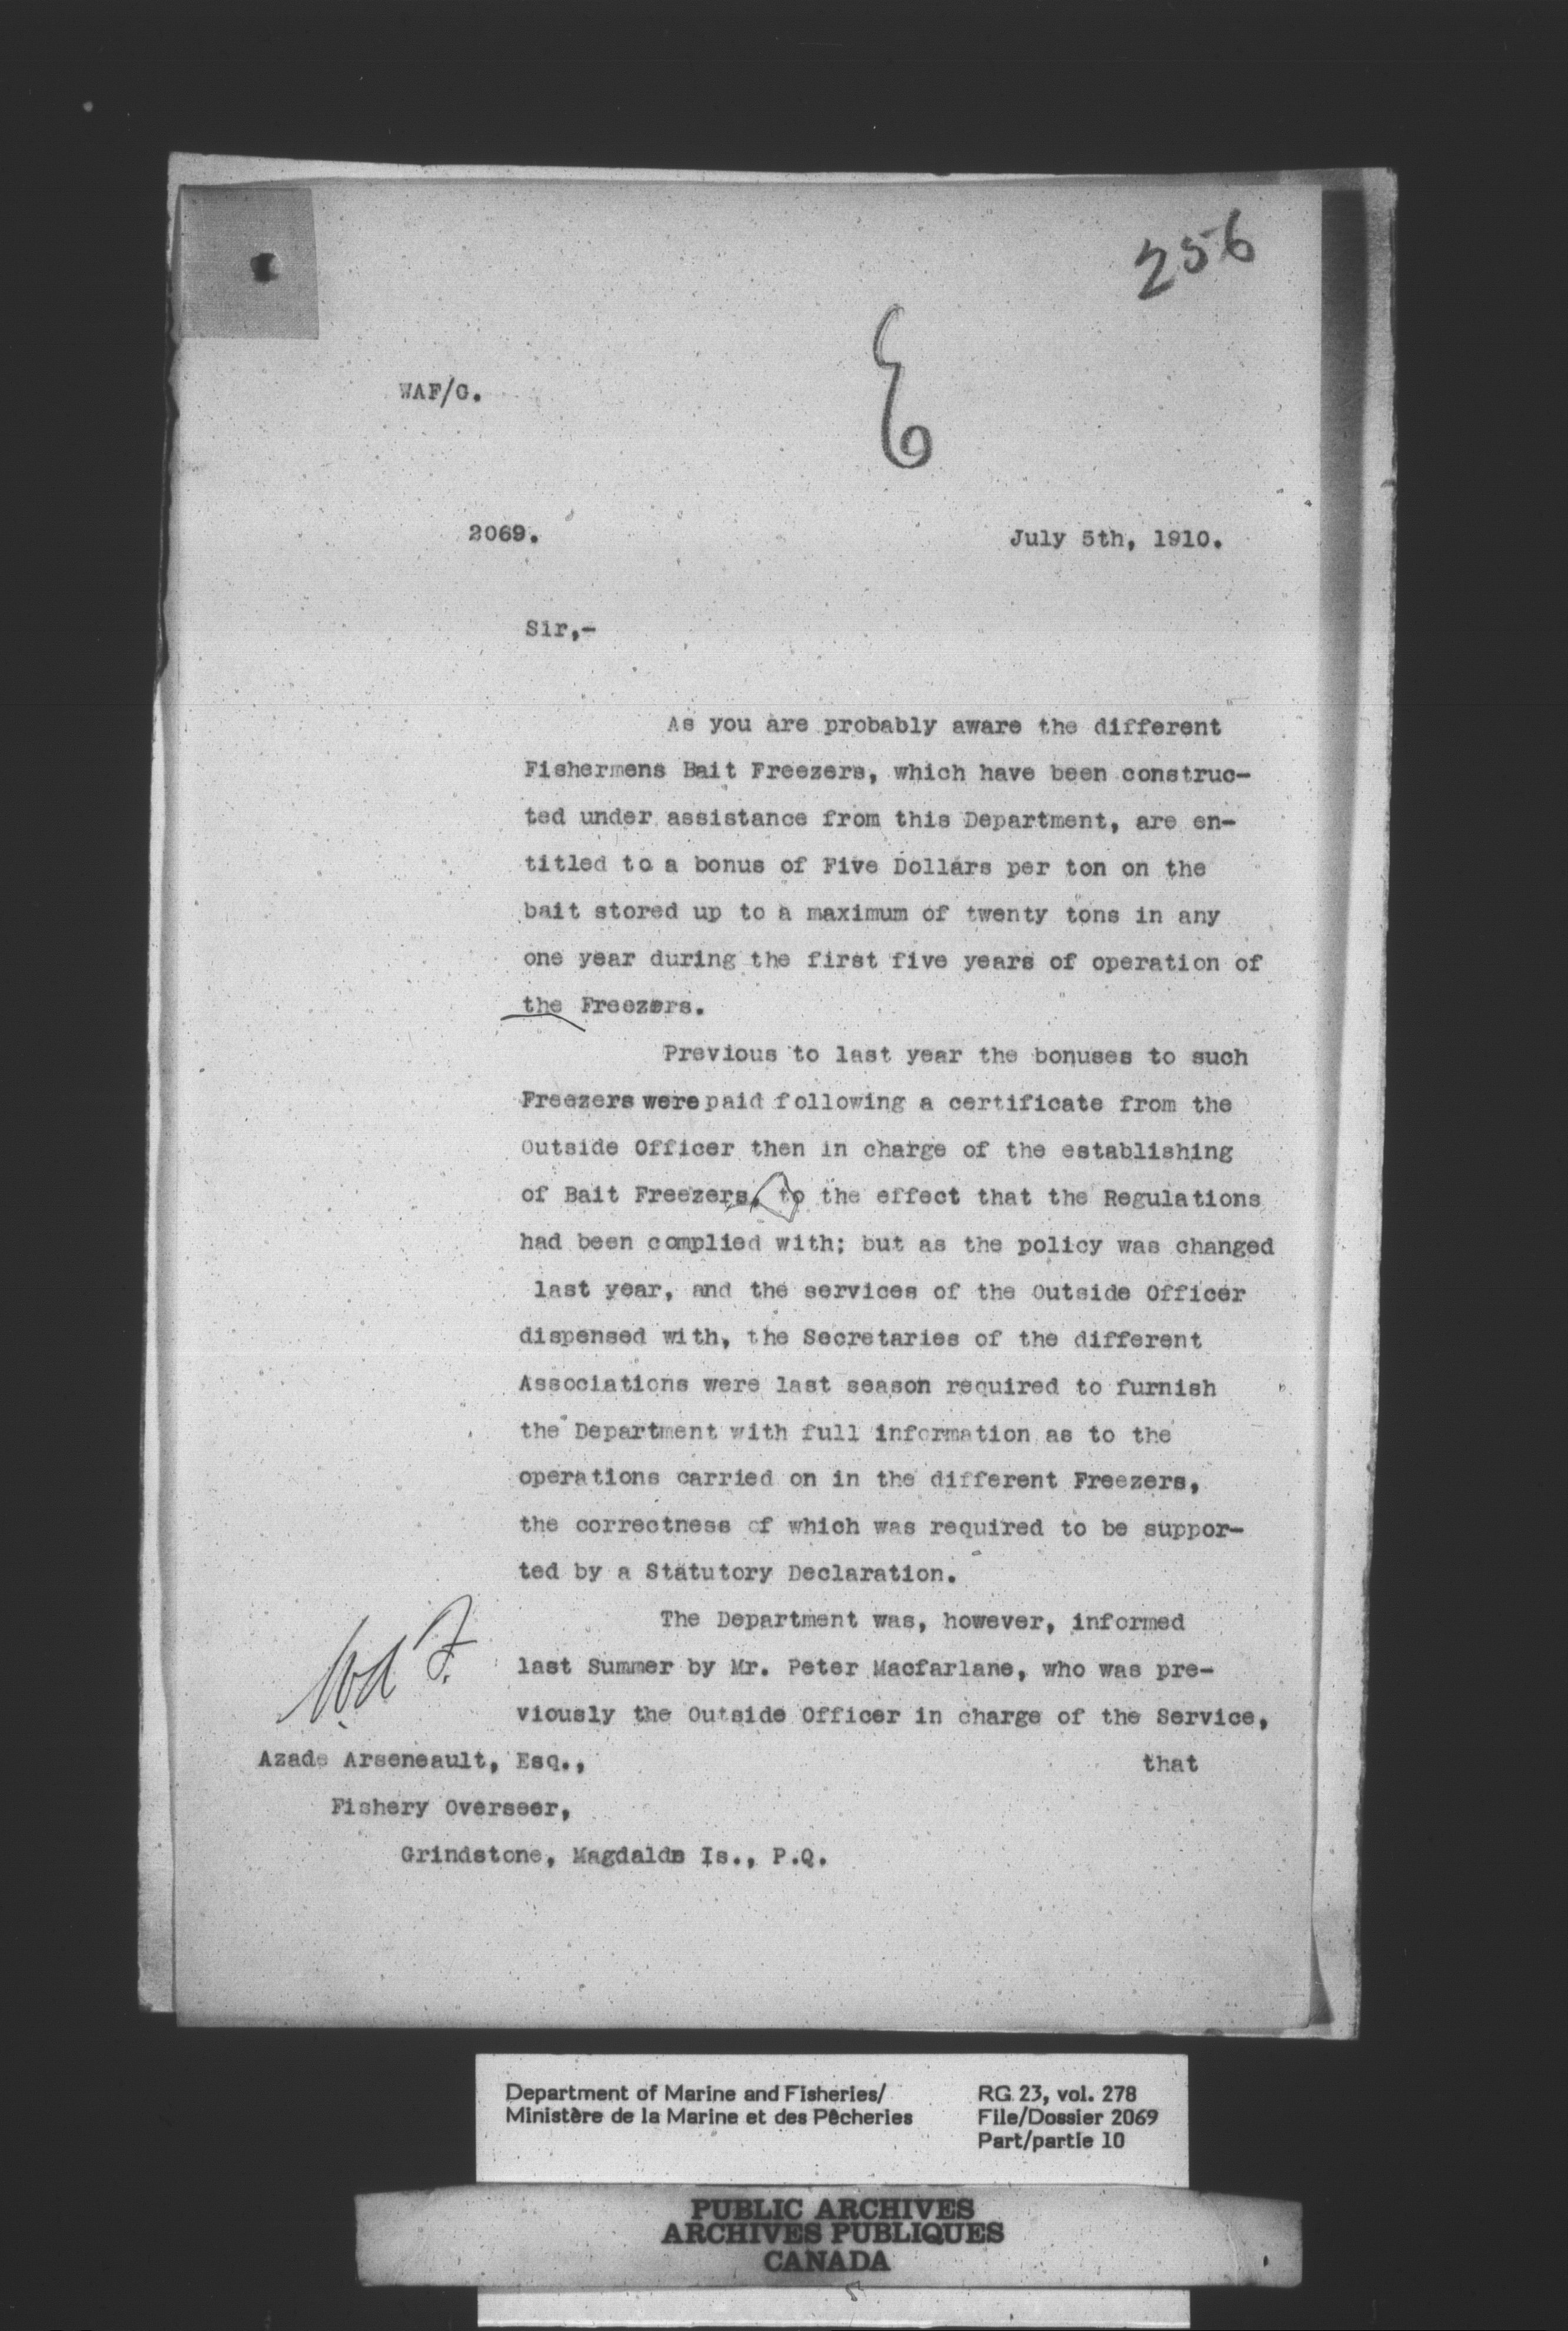 256
E
WAF/G.
2069.
July 5th, 1910.
Sir,-
As you are probably aware the different
Fishermens Bait Freezers, which have been construc-
ted under assistance from this Department, are en-
titled to a bonus of Five Dollars per ton on the
bait stored up to a maximum of twenty tons in any
one year during the first five years of operation of
the Freezers.
Previous to last year the bonuses to such
Freezers were paid following a certificate from the
Outside Officer then in charge of the establishing
of Bait Freezers, to the effect that the Regulations
had been complied with; but as the policy was changed
last year, and the services of the Outside Officer
dispensed with, the Secretaries of the different
Associations were last season required to furnish
the Department with full information as to the
operations carried on in the different Freezers,
the correctness of which was required to be suppor-
ted by a Statutory Declaration.
The Department was, however, informed
last Summer by Mr. Peter Macfarlane, who was pre-
viously the Outside Officer in charge of the Service,
that
Azade Arseneault, Esq.,
Fishery Overseer,
Grindstone, Magdaldn Is., P.Q.
Department of Marine and Fisheries/
Ministère de la Marine et des Pêcheries
RG 23, vol. 278
File/Dossier 2069
Part/partie 10
PUBLIC ARCHIVES
ARCHIVES PUBLIQUES
CANADA